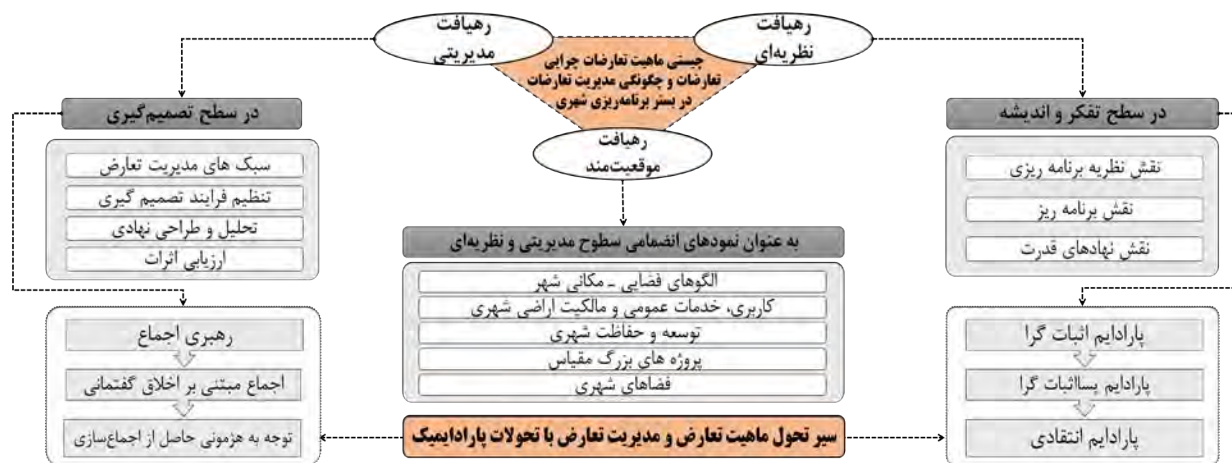 رهیافت
نظریه‌ای
رهیافت
مدیریتی
چیستی ماهیت تعارضات چرایی
تعارضات و چگونگی مدیریت تعارضات
در بستر برنامه‌ریزی شهری
رهیافت
موقعیت‌مند
در سطح تفکر و اندیشه
نقش نظریه برنامه ریزی
نقش برنامه ریز
نقش نهادهای قدرت
پارادایم اثبات گرا
پارادایم پسااثبات گرا
پارادایم انتقادی
به عنوان نمودهای انضمامی سطوح مدیریتی و نظریه‌ای
الگوهای فضایی ـ مکانی شهر
کاربری، خدمات عمومی و مالکیت اراضی شهری
توسعه و حفاظت شهری
پروژه های بزرگ مقیاس
فضاهای شهری
سیر تحول ماهیت تعارض و مدیریت تعارض با تحولات پارادایمیک
در سطح تصمیم‌گیری
سبک های مدیریت تعارض
تنظیم فرایند تصمیم گیری
تحلیل و طراحی نهادی
ارزیابی اثرات
رهبری اجماع
اجماع مبتنی بر اخلاق گفتمانی
توجه به هژمونی حاصل از اجماع‌سازی